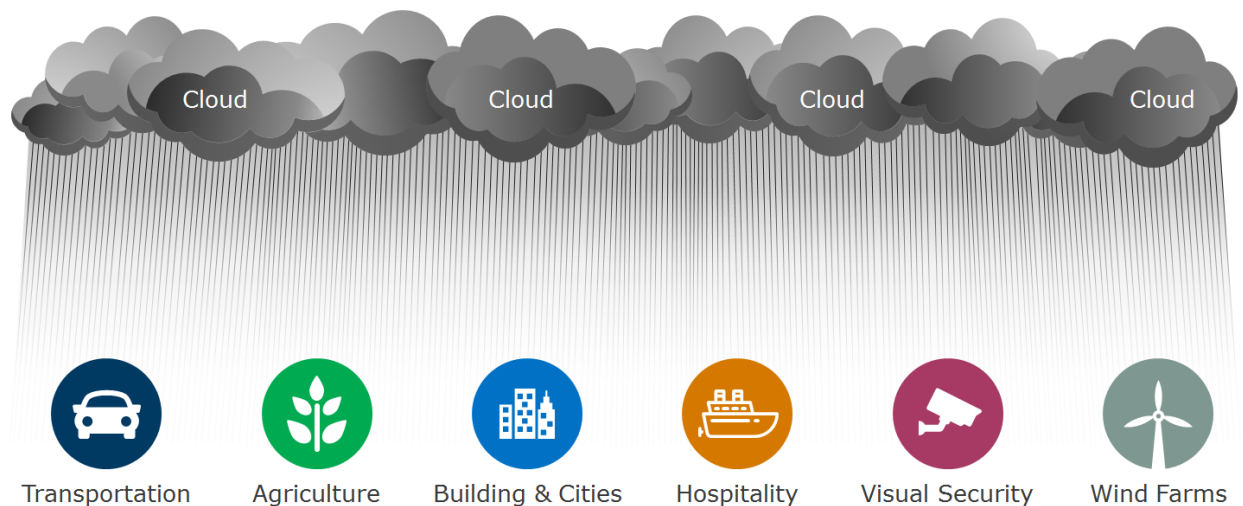 Cloud
Cloud
Cloud
Cloud
Transportation
Agriculture
Building & Cities
Hospitality
Visual Security
Wind Farms